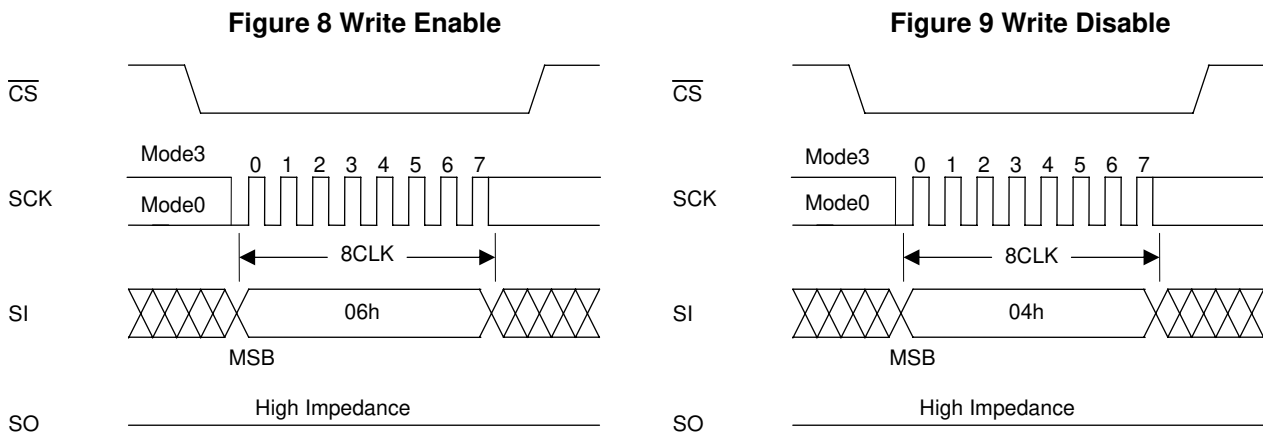 Figure 8 Write Enable
C̅S̅
Mode3
0 1 2 3 4 5 6 7
SCK
Mode0
8CLK
SI
06h
MSB
High Impedance
SO
Figure 9 Write Disable
C̅S̅
Mode3
0 1 2 3 4 5 6 7
SCK
Mode0
8CLK
SI
04h
MSB
High Impedance
SO